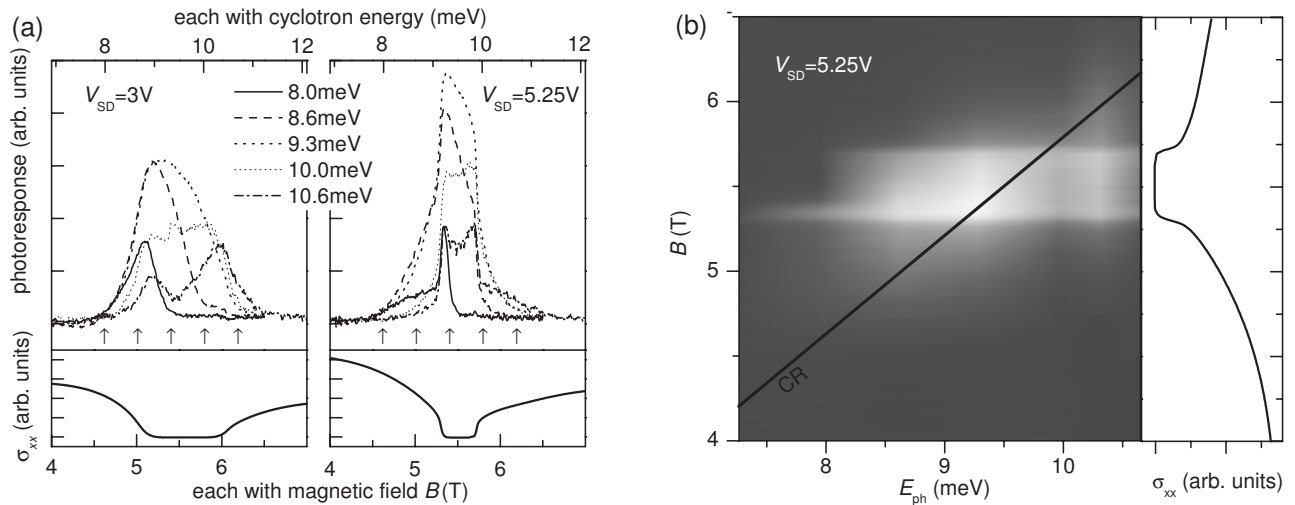 (a)
each with cyclotron energy (meV)
8 10 12 8 10 12
photoresponse (arb. units)
V_SD=3V
8.0meV
8.6meV
9.3meV
10.0meV
10.6meV
V_SD=5.25V
↑ ↑ ↑ ↑ ↑ ↑ ↑ ↑ ↑ ↑
σ_xx (arb. units)
4 5 6 4 5 6 7
each with magnetic field B(T)
(b)
V_SD=5.25V
B(T)
6
5
4
CR
8 9 10
E_ph (meV)
σ_xx (arb. units)